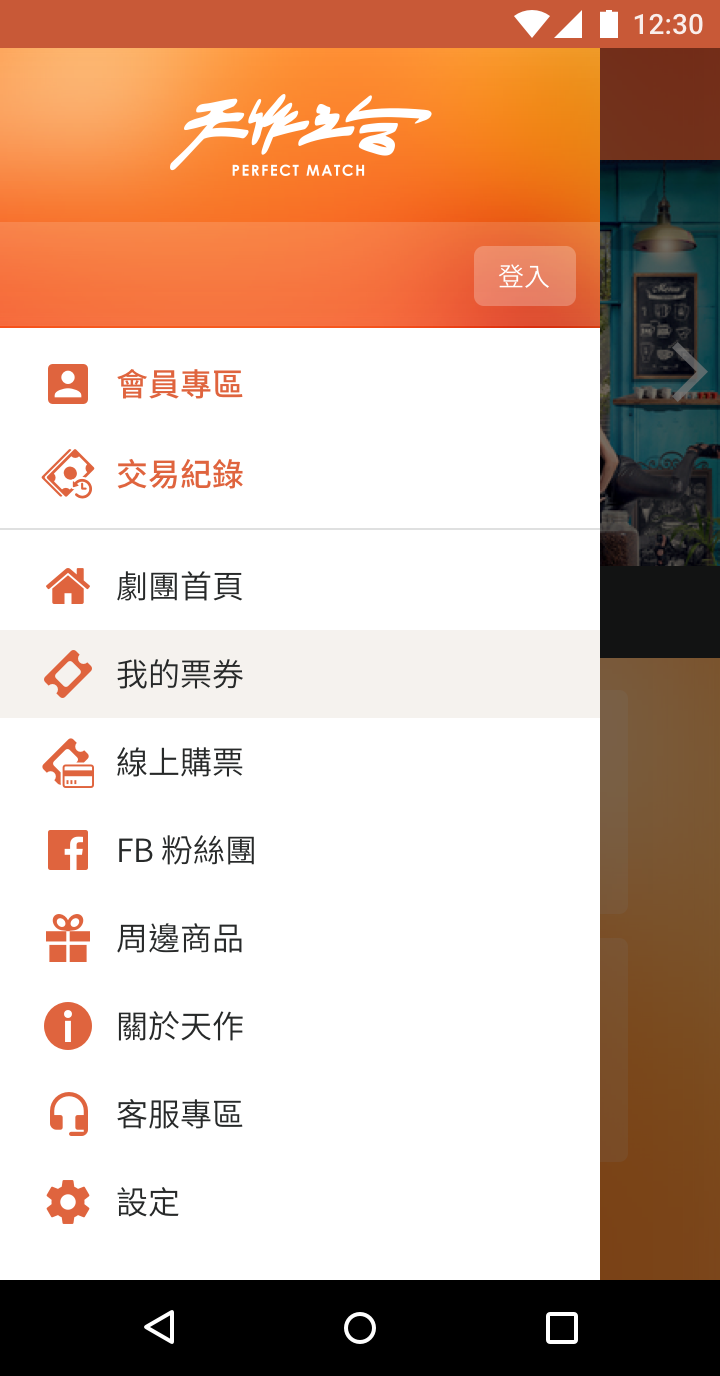 12:30
天作之合
PERFECT MATCH
登入
Menu
會員專區
交易紀錄
劇團首頁
我的票券
線上購票
FB 粉絲團
周邊商品
關於天作
客服專區
設定